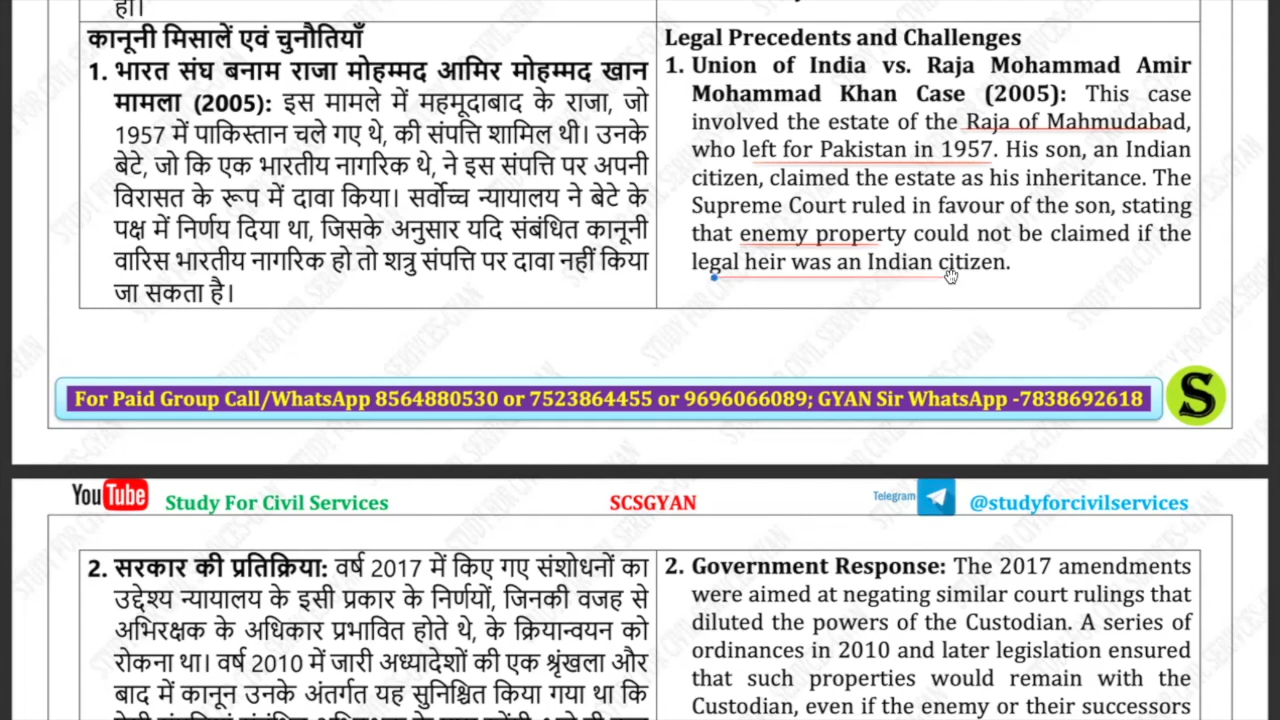 हो।
कानूनी मिसालें एवं चुनौतियाँ
1. भारत संघ बनाम राजा मोहम्मद आमिर मोहम्मद खान
मामला (2005): इस मामले में महमूदाबाद के राजा, जो
1957 में पाकिस्तान चले गए थे, की संपत्ति शामिल थी। उनके
बेटे, जो कि एक भारतीय नागरिक थे, ने इस संपत्ति पर अपनी
विरासत के रूप में दावा किया। सर्वोच्च न्यायालय ने बेटे के
पक्ष में निर्णय दिया था, जिसके अनुसार यदि संबंधित कानूनी
वारिस भारतीय नागरिक हो तो शत्रु संपत्ति पर दावा नहीं किया
जा सकता है।
Legal Precedents and Challenges
1. Union of India vs. Raja Mohammad Amir
Mohammad Khan Case (2005): This case
involved the estate of the Raja of Mahmudabad,
who left for Pakistan in 1957. His son, an Indian
citizen, claimed the estate as his inheritance. The
Supreme Court ruled in favour of the son, stating
that enemy property could not be claimed if the
legal heir was an Indian citizen.
For Paid Group Call/WhatsApp 8564880530 or 7523864455 or 9696066089; GYAN Sir WhatsApp -7838692618
S
YouTube Study For Civil Services
SCSGYAN
Telegram @studyforcivilservices
2. सरकार की प्रतिक्रिया: वर्ष 2017 में किए गए संशोधनों का
उद्देश्य न्यायालय के इसी प्रकार के निर्णयों, जिनकी वजह से
अभिरक्षक के अधिकार प्रभावित होते थे, के क्रियान्वयन को
रोकना था। वर्ष 2010 में जारी अध्यादेशों की एक श्रृंखला और
बाद में कानून उनके अंतर्गत यह सुनिश्चित किया गया था कि
2. Government Response: The 2017 amendments
were aimed at negating similar court rulings that
diluted the powers of the Custodian. A series of
ordinances in 2010 and later legislation ensured
that such properties would remain with the
Custodian, even if the enemy or their successors
STUDY FOR CIVIL SERVICES-GYAN